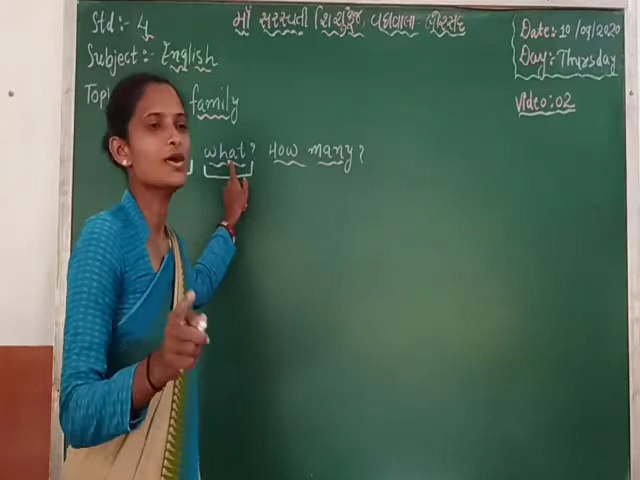 Std:- 4
માઁ સરસ્વતી શિશુકુંજ, વઘવાલા- બોરસદ
Date: 10/09/2020
Day: Thursday
Subject:- English
Topi
family
Video: 02
what? How many?